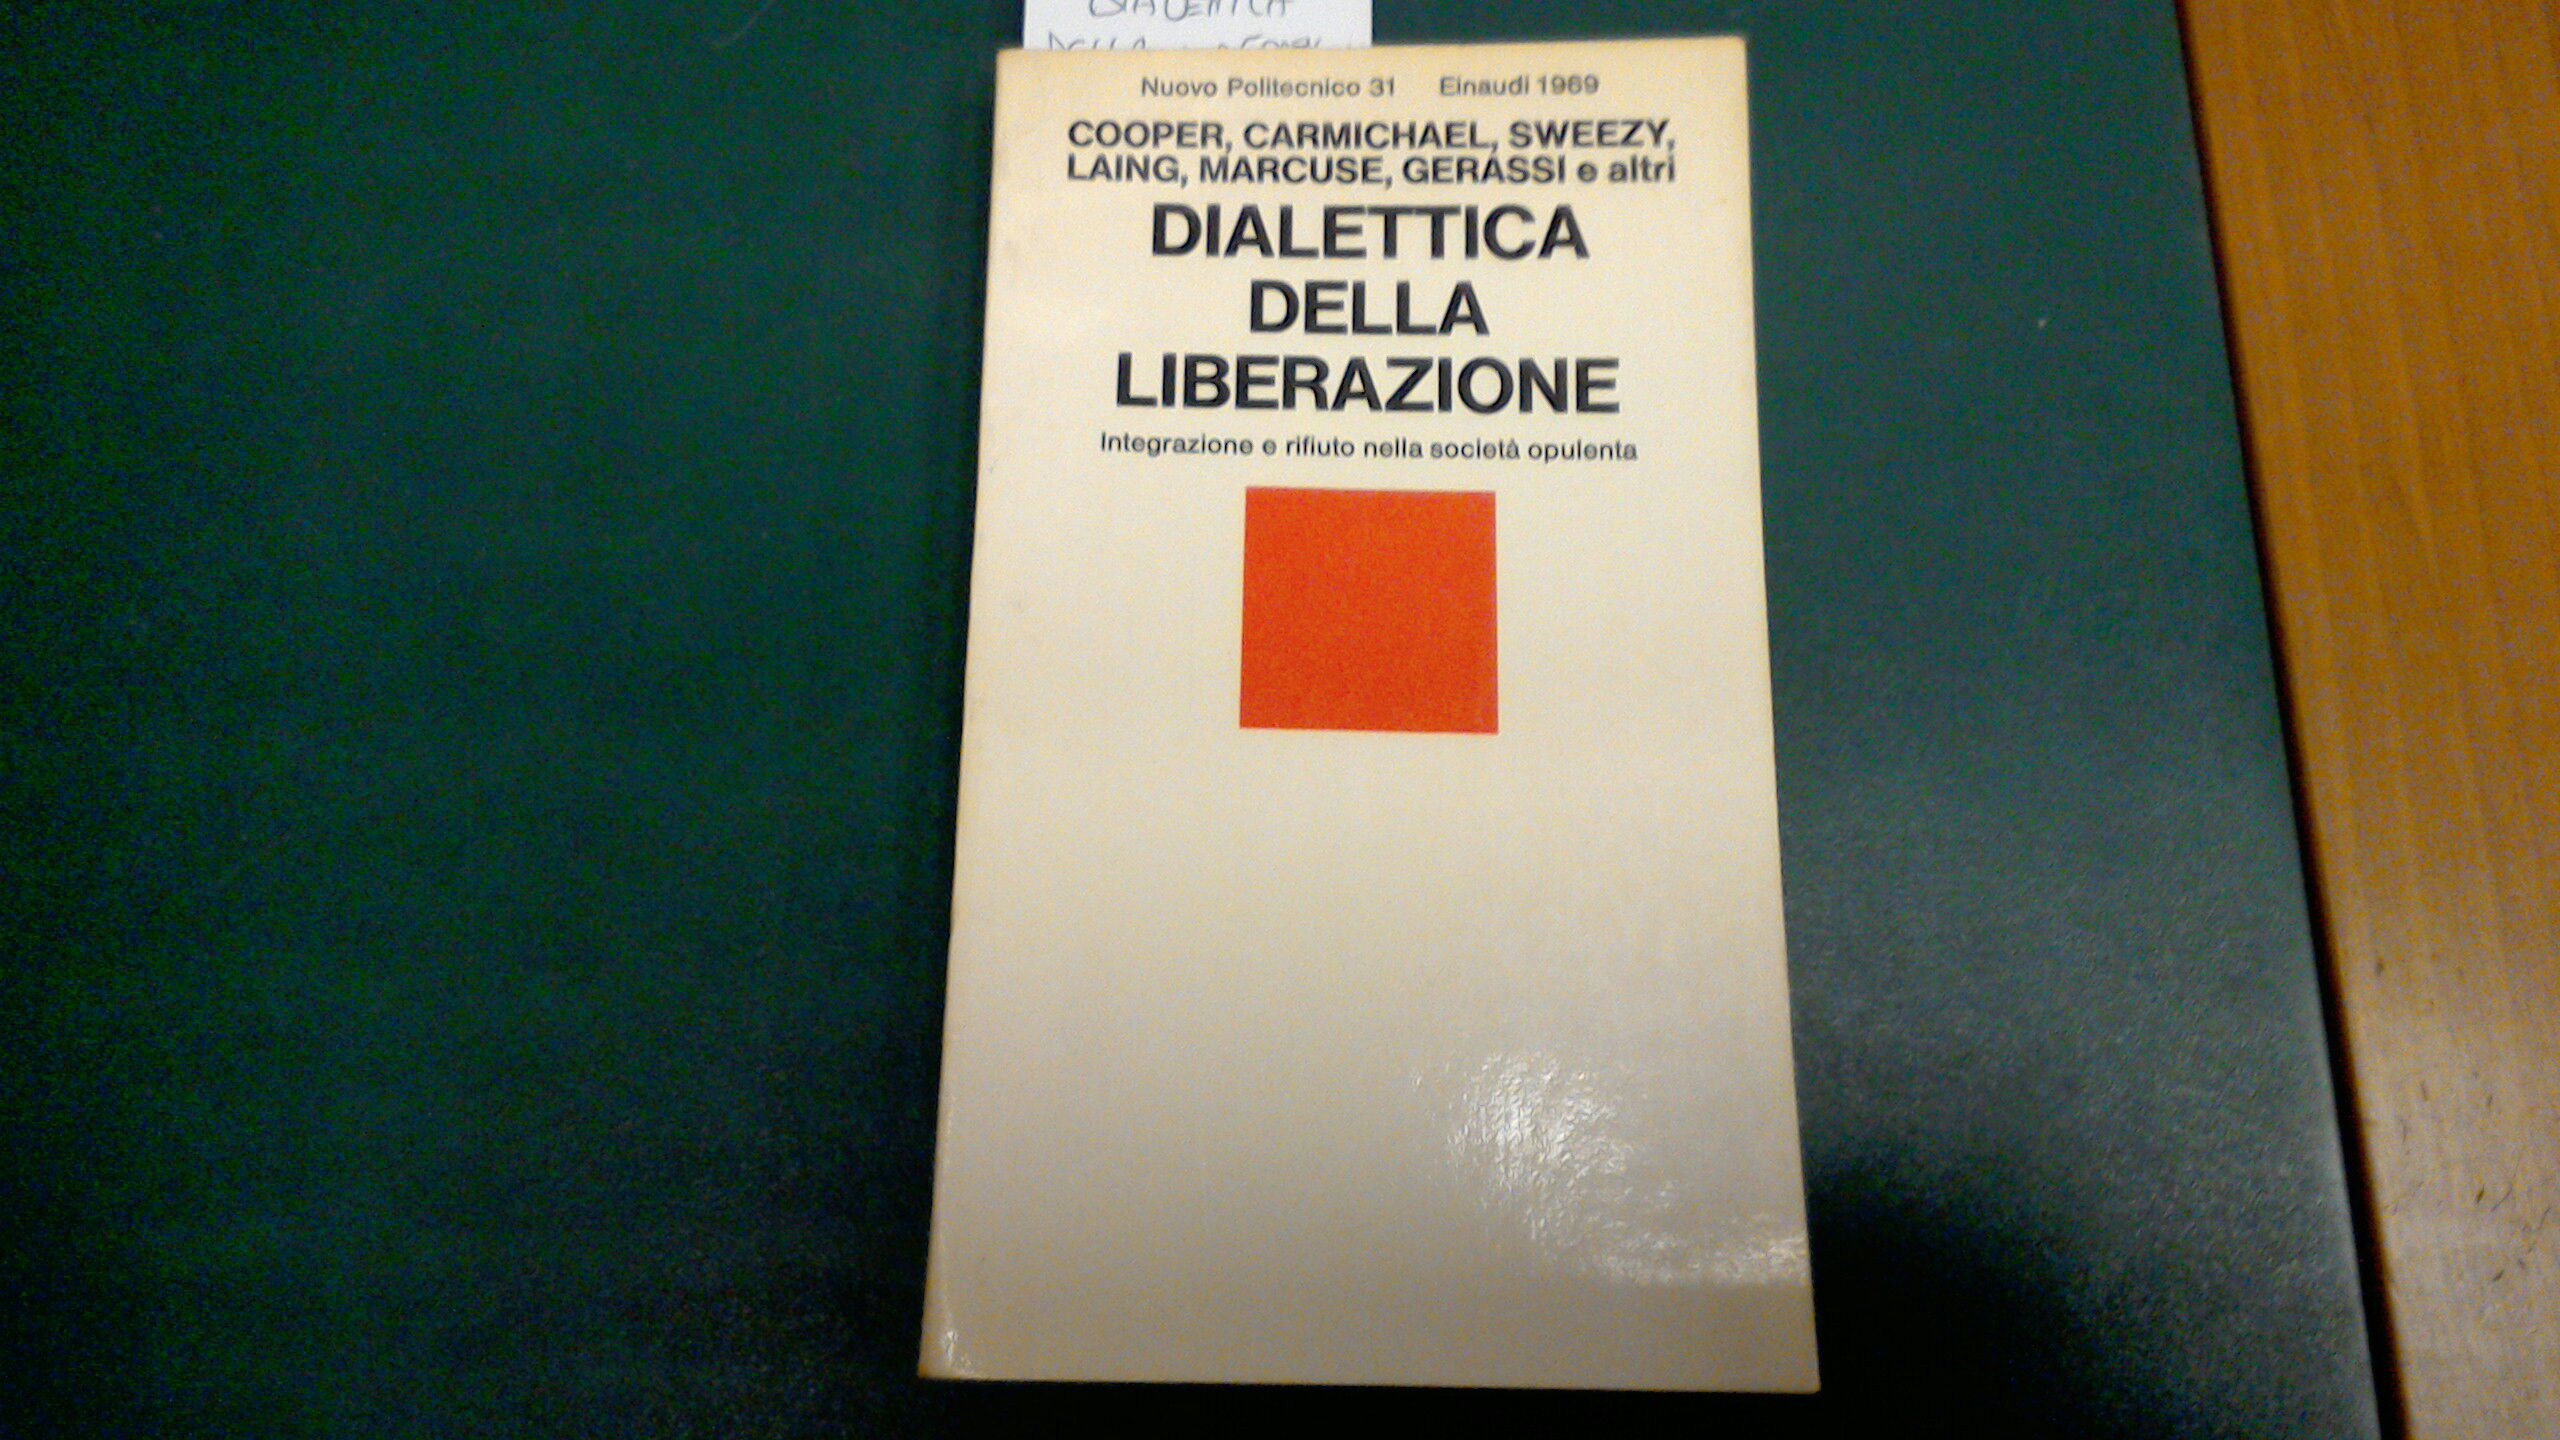 Nuovo Politecnico 31 Einaudi 1969
COOPER, CARMICHAEL, SWEEZY,
LAING, MARCUSE, GERASSI e altri
DIALETTICA
DELLA
LIBERAZIONE
Integrazione e rifiuto nella società opulenta